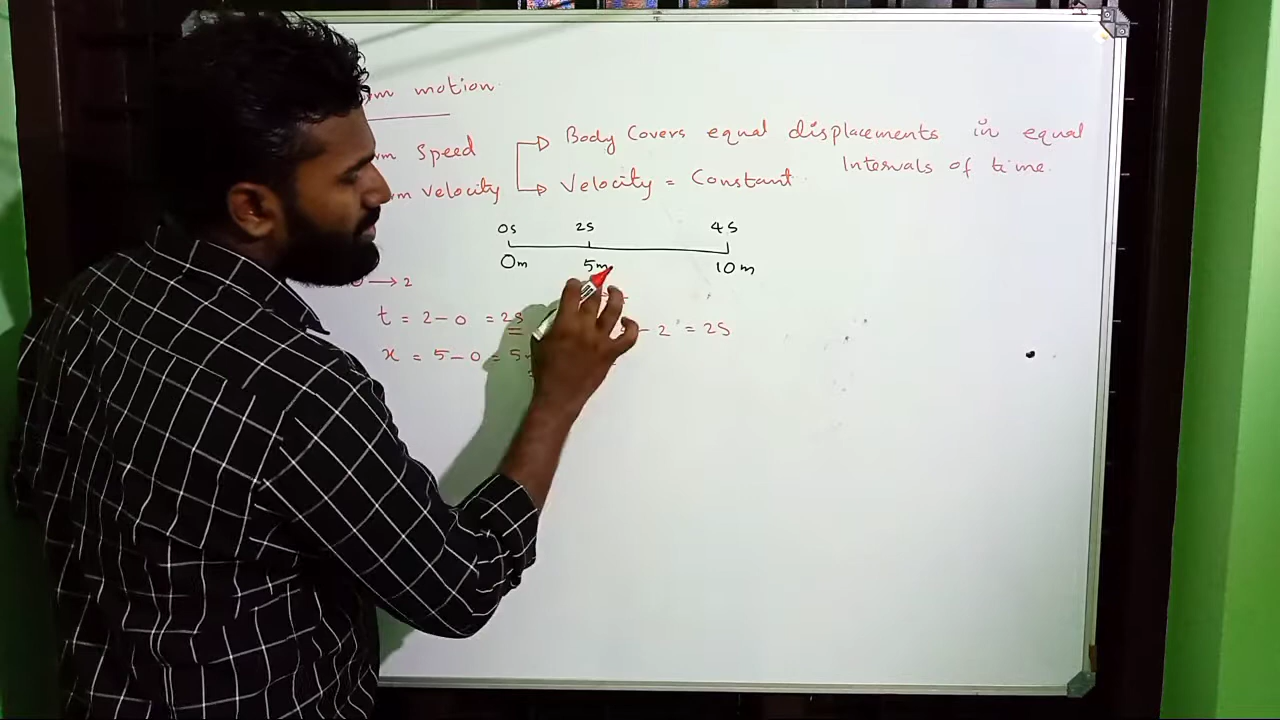 motion
Speed Body Covers equal displacements in equal
Velocity Velocity = Constant Intervals of time.
0s 2s 4s
0m 5m 10m
→ 2
t = 2 - 0 = 2s - 2 = 2s
x = 5 - 0 = 5